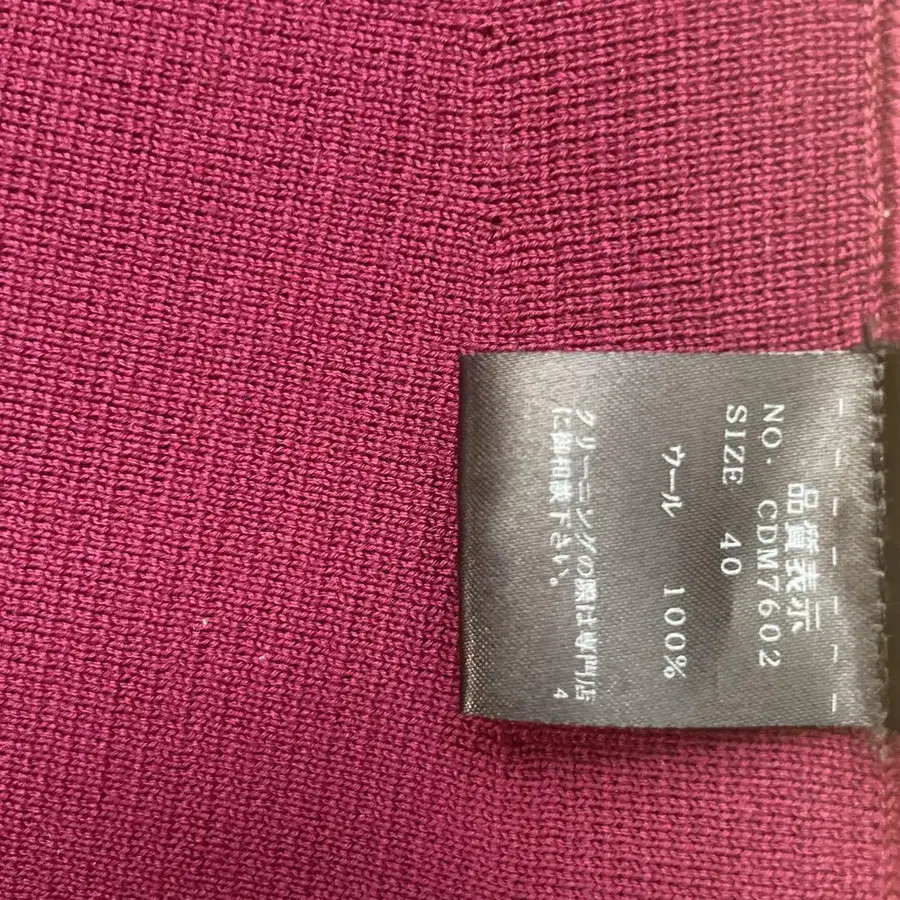 品質表示
NO. CDM7602
SIZE 40
ウール 100%
クリーニングの際は専門店
に御相談下さい。
4